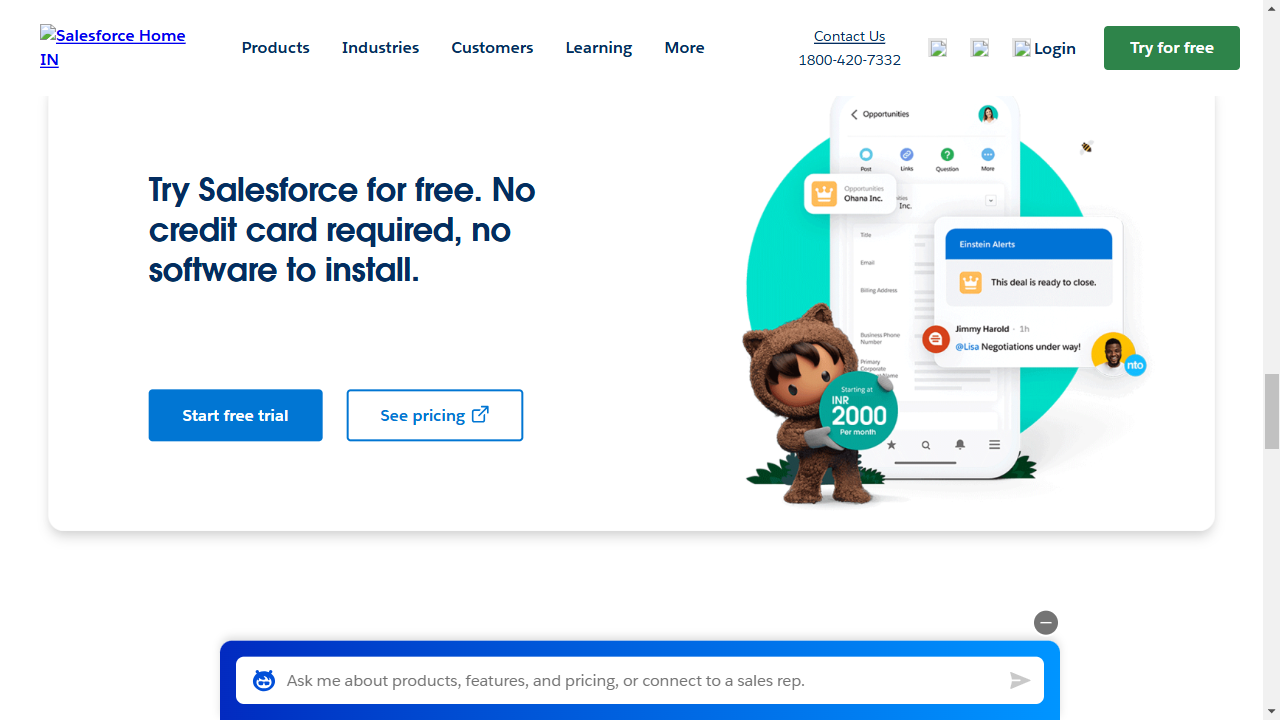 Salesforce Home
IN
Products
Industries
Customers
Learning
More
Contact Us
1800-420-7332
Login
Try for free
Try Salesforce for free. No
credit card required, no
software to install.
Start free trial
See pricing
Opportunities
Post
Links
Question
More
Opportunities
Ohana Inc.
Inc.
Title
Email
Billing Address
Business Phone
Number
Primary
Corporate
Einstein Alerts
This deal is ready to close.
Jimmy Harold · 1h
@Lisa Negotiations under way!
nto
Starting at
INR
2000
Per month
Ask me about products, features, and pricing, or connect to a sales rep.